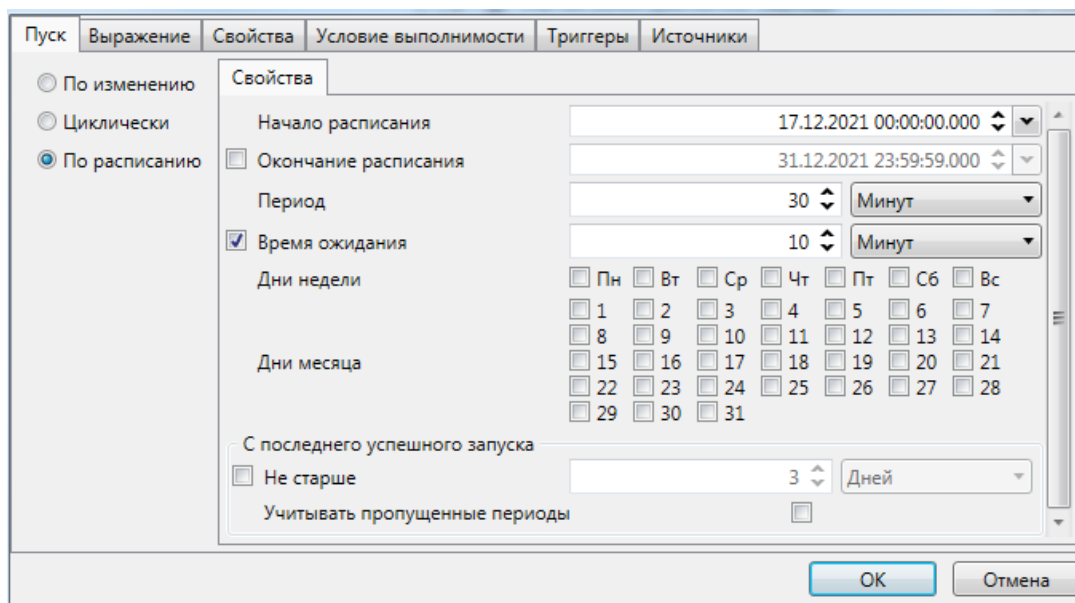 Пуск Выражение Свойства Условие выполнимости Триггеры Источники
По изменению
Циклически
По расписанию
Свойства
Начало расписания 17.12.2021 00:00:00.000
Окончание расписания 31.12.2021 23:59:59.000
Период 30 Минут
Время ожидания 10 Минут
Дни недели Пн Вт Ср Чт Пт Сб Вс
Дни месяца
1 2 3 4 5 6 7
8 9 10 11 12 13 14
15 16 17 18 19 20 21
22 23 24 25 26 27 28
29 30 31
С последнего успешного запуска
Не старше 3 Дней
Учитывать пропущенные периоды
OK Отмена